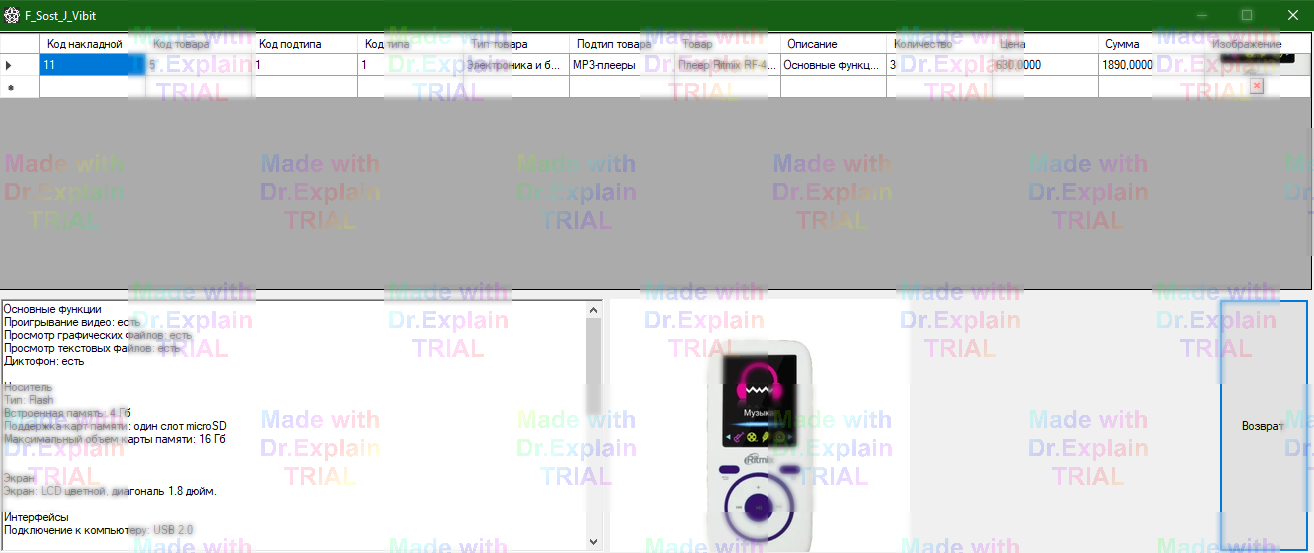 F_Sost_J_Vibit
Код накладной Код товара Код подтипа Код типа Тип товара Подтип товара Товар Описание Количество Цена Сумма Изображение
11 5 1 1 Электроника и б... MP3-плееры Плеер Ritmix RF-4... Основные функц... 3 630,0000 1890,0000
Made with
Dr.Explain
TRIAL
Основные функции
Проигрывание видео: есть
Просмотр графических файлов: есть
Просмотр текстовых файлов: есть
Диктофон: есть
Носитель
Тип: Flash
Встроенная память: 4 Гб
Поддержка карт памяти: один слот microSD
Максимальный объем карты памяти: 16 Гб
Экран
Экран: LCD цветной, диагональ 1.8 дюйм.
Интерфейсы
Подключение к компьютеру: USB 2.0
Музыка
Ritmix
Возврат